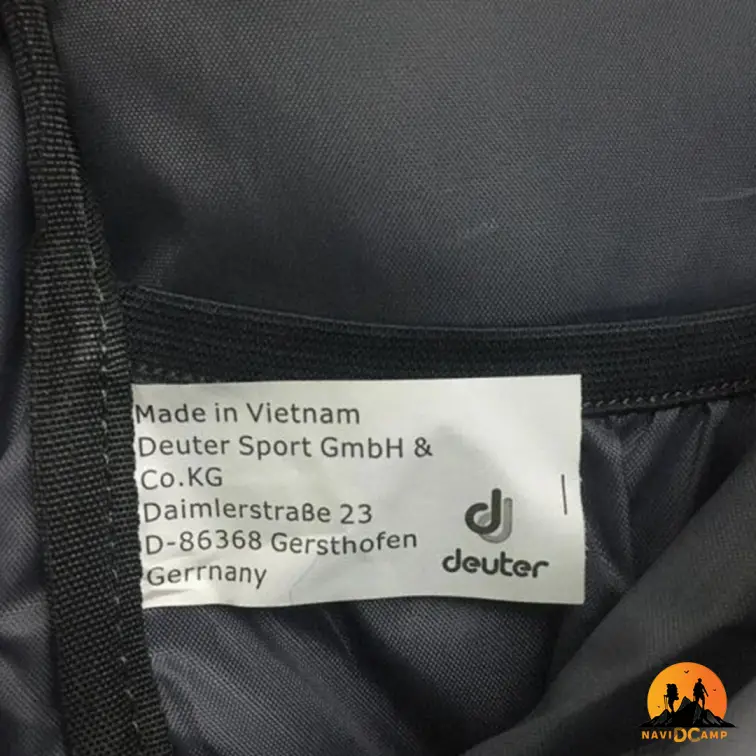 Made in Vietnam
Deuter Sport GmbH &
Co.KG
Daimlerstraße 23
D-86368 Gersthofen
Gerrnany
deuter
NAVIDCAMP